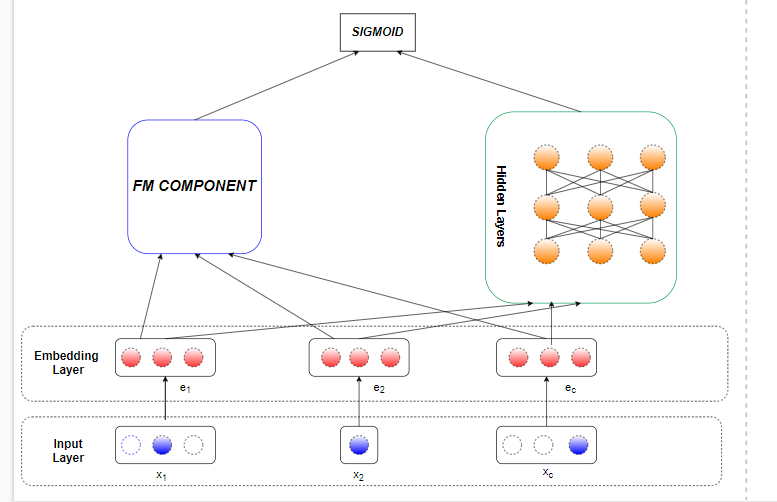 SIGMOID
FM COMPONENT
Hidden Layers
Embedding
Layer
e1
e2
ec
Input
Layer
x1
x2
xc